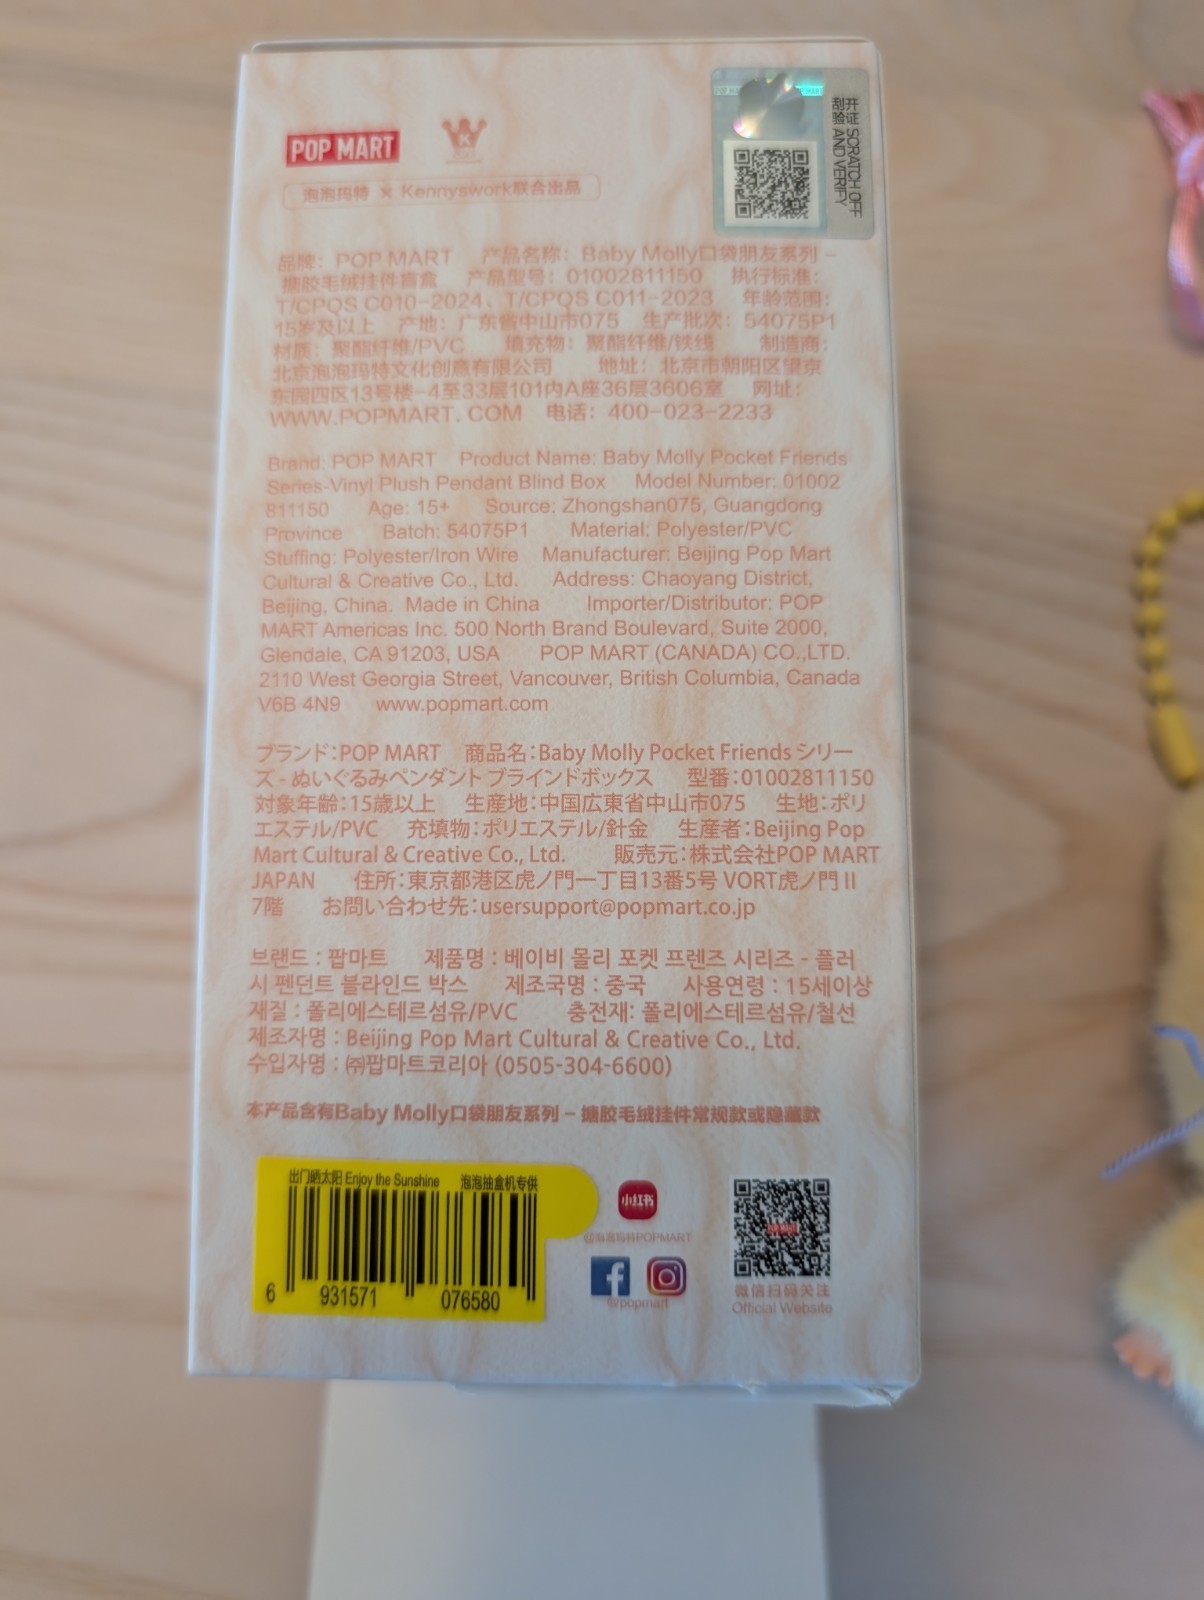 POP MART
泡泡玛特 × Kennyswork联合出品
开证 SCRATCH OFF
刮验 AND VERIFY
品牌：POP MART 产品名称：Baby Molly口袋朋友系列－
搪胶毛绒挂件盲盒 产品型号：01002811150 执行标准：
T/CPQS C010-2024、T/CPQS C011-2023 年龄范围：
15岁及以上 产地：广东省中山市075 生产批次：54075P1
材质：聚酯纤维/PVC 填充物：聚酯纤维/铁线 制造商：
北京泡泡玛特文化创意有限公司 地址：北京市朝阳区望京
东园四区13号楼-4至33层101内A座36层3606室 网址：
WWW.POPMART.COM 电话：400-023-2233
Brand: POP MART Product Name: Baby Molly Pocket Friends
Series-Vinyl Plush Pendant Blind Box Model Number: 01002
811150 Age: 15+ Source: Zhongshan075, Guangdong
Province Batch: 54075P1 Material: Polyester/PVC
Stuffing: Polyester/Iron Wire Manufacturer: Beijing Pop Mart
Cultural & Creative Co., Ltd. Address: Chaoyang District,
Beijing, China. Made in China Importer/Distributor: POP
MART Americas Inc. 500 North Brand Boulevard, Suite 2000,
Glendale, CA 91203, USA POP MART (CANADA) CO.,LTD.
2110 West Georgia Street, Vancouver, British Columbia, Canada
V6B 4N9 www.popmart.com
ブランド：POP MART 商品名：Baby Molly Pocket Friends シリー
ズ - ぬいぐるみペンダント ブラインドボックス 型番：01002811150
対象年齢：15歳以上 生産地：中国広東省中山市075 生地：ポリ
エステル/PVC 充填物：ポリエステル/針金 生産者：Beijing Pop
Mart Cultural & Creative Co., Ltd. 販売元：株式会社POP MART
JAPAN 住所：東京都港区虎ノ門一丁目13番5号 VORT虎ノ門 II
7階 お問い合わせ先：usersupport@popmart.co.jp
브랜드 : 팝마트 제품명 : 베이비 몰리 포켓 프렌즈 시리즈 - 플러
시 펜던트 블라인드 박스 제조국명 : 중국 사용연령 : 15세이상
재질 : 폴리에스테르섬유/PVC 충전재: 폴리에스테르섬유/철선
제조자명 : Beijing Pop Mart Cultural & Creative Co., Ltd.
수입자명 : ㈜팝마트코리아 (0505-304-6600)
本产品含有Baby Molly口袋朋友系列 - 搪胶毛绒挂件常规款或隐藏款
出门晒太阳 Enjoy the Sunshine 泡泡抽盒机专供
6 931571 076580
小红书
@泡泡玛特POPMART
@popmart
POP MART
微信扫码关注
Official Website